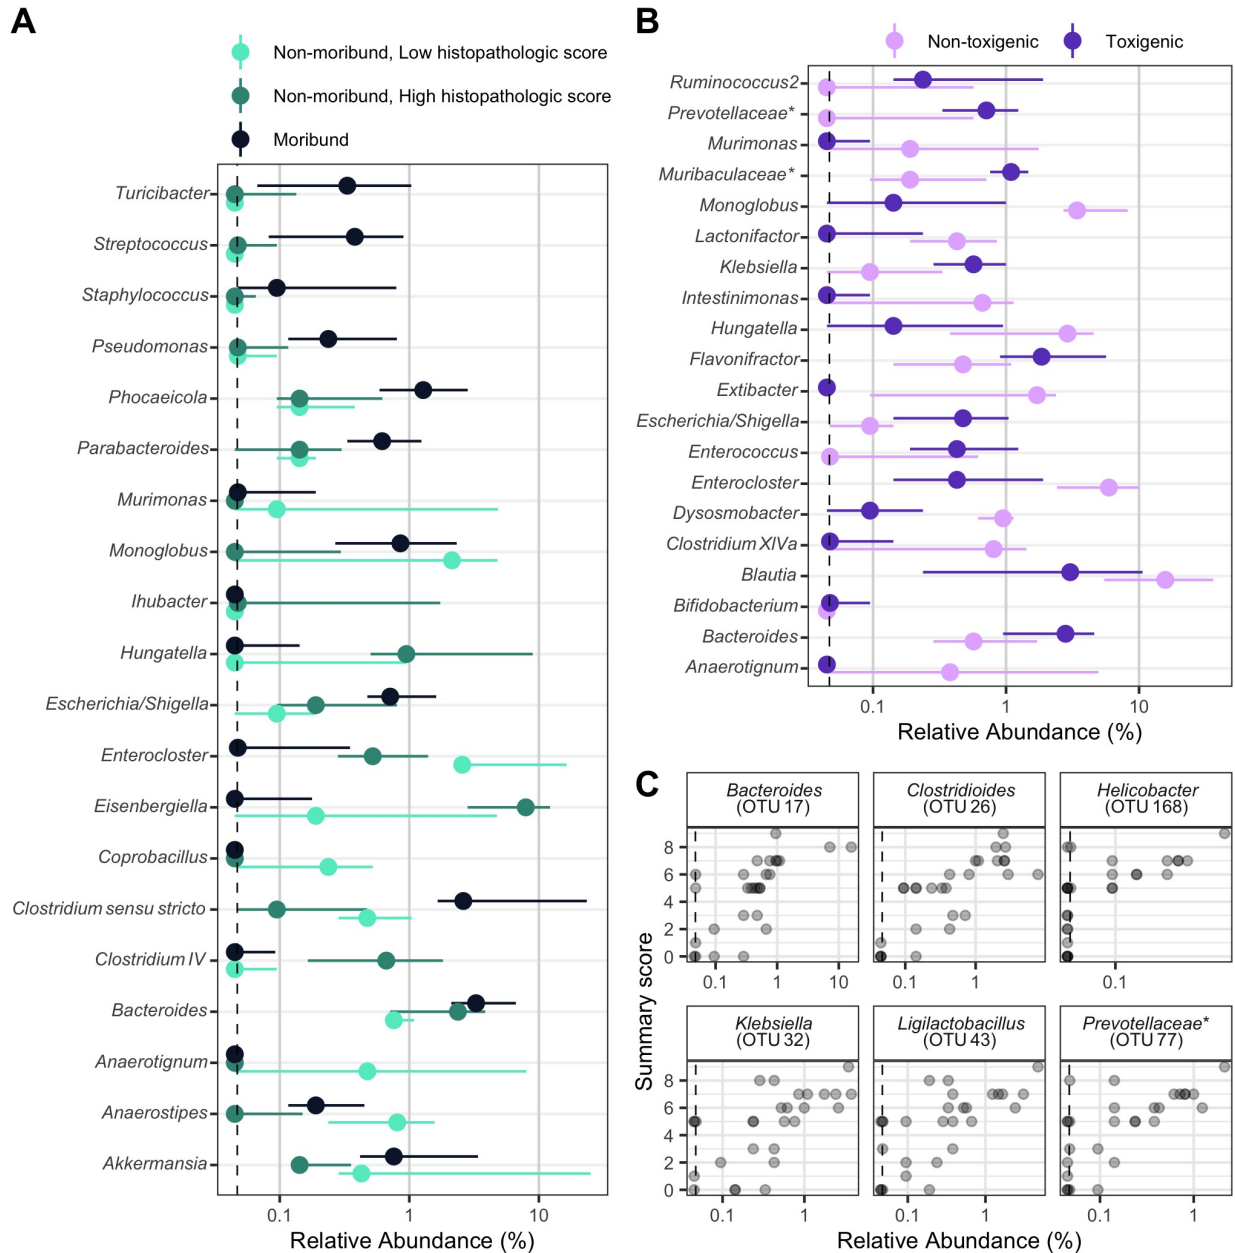 A
Non-moribund, Low histopathologic score
Non-moribund, High histopathologic score
Moribund
Turicibacter
Streptococcus
Staphylococcus
Pseudomonas
Phocaeicola
Parabacteroides
Murimonas
Monoglobus
Ihubacter
Hungatella
Escherichia/Shigella
Enterocloster
Eisenbergiella
Coprobacillus
Clostridium sensu stricto
Clostridium IV
Bacteroides
Anaerotignum
Anaerostipes
Akkermansia
0.1 1 10
Relative Abundance (%)
B
Non-toxigenic Toxigenic
Ruminococcus2
Prevotellaceae*
Murimonas
Muribaculaceae*
Monoglobus
Lactonifactor
Klebsiella
Intestinimonas
Hungatella
Flavonifractor
Extibacter
Escherichia/Shigella
Enterococcus
Enterocloster
Dysosmobacter
Clostridium XIVa
Blautia
Bifidobacterium
Bacteroides
Anaerotignum
0.1 1 10
Relative Abundance (%)
C
Bacteroides
(OTU 17)
Clostridioides
(OTU 26)
Helicobacter
(OTU 168)
8
6
4
2
0
0.1 1 10
0.1 1
0.1
Summary score
Klebsiella
(OTU 32)
Ligilactobacillus
(OTU 43)
Prevotellaceae*
(OTU 77)
8
6
4
2
0
0.1 1
0.1 1
0.1 1
Relative Abundance (%)